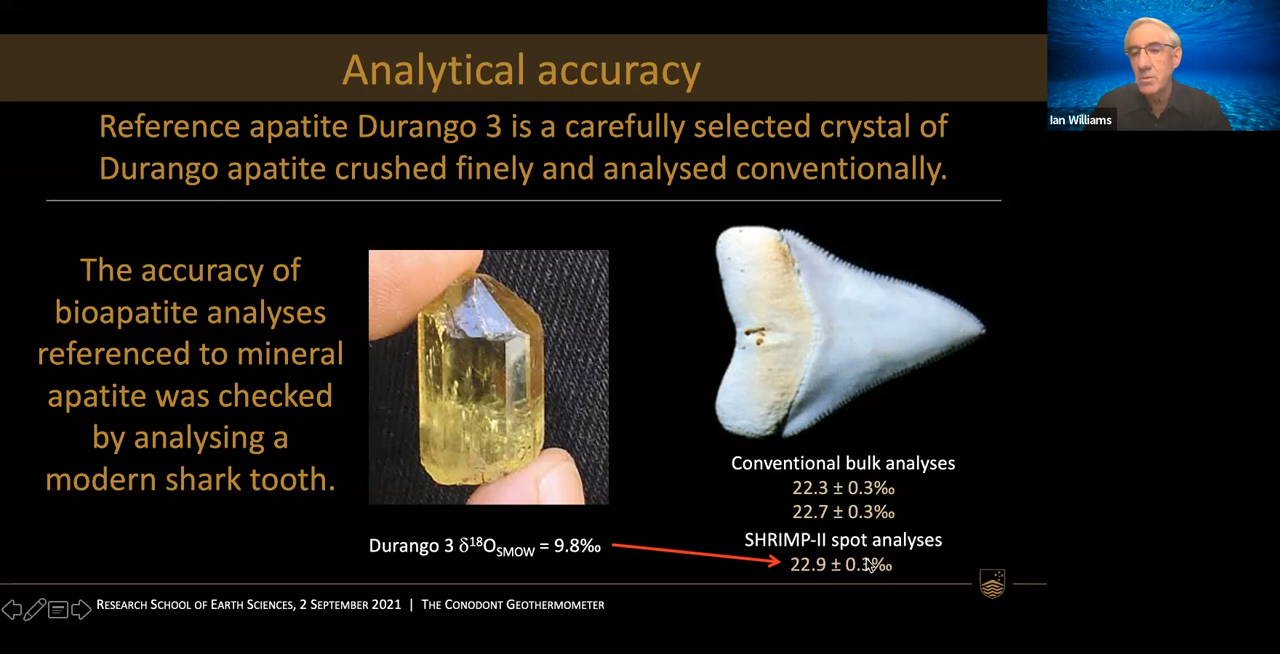 Analytical accuracy
Ian Williams
Reference apatite Durango 3 is a carefully selected crystal of
Durango apatite crushed finely and analysed conventionally.
The accuracy of
bioapatite analyses
referenced to mineral
apatite was checked
by analysing a
modern shark tooth.
Conventional bulk analyses
22.3 ± 0.3‰
22.7 ± 0.3‰
SHRIMP-II spot analyses
Durango 3 δ¹⁸O_SMOW = 9.8‰
22.9 ±
RESEARCH SCHOOL OF EARTH SCIENCES, 2 SEPTEMBER 2021 | THE CONODONT GEOTHERMOMETER